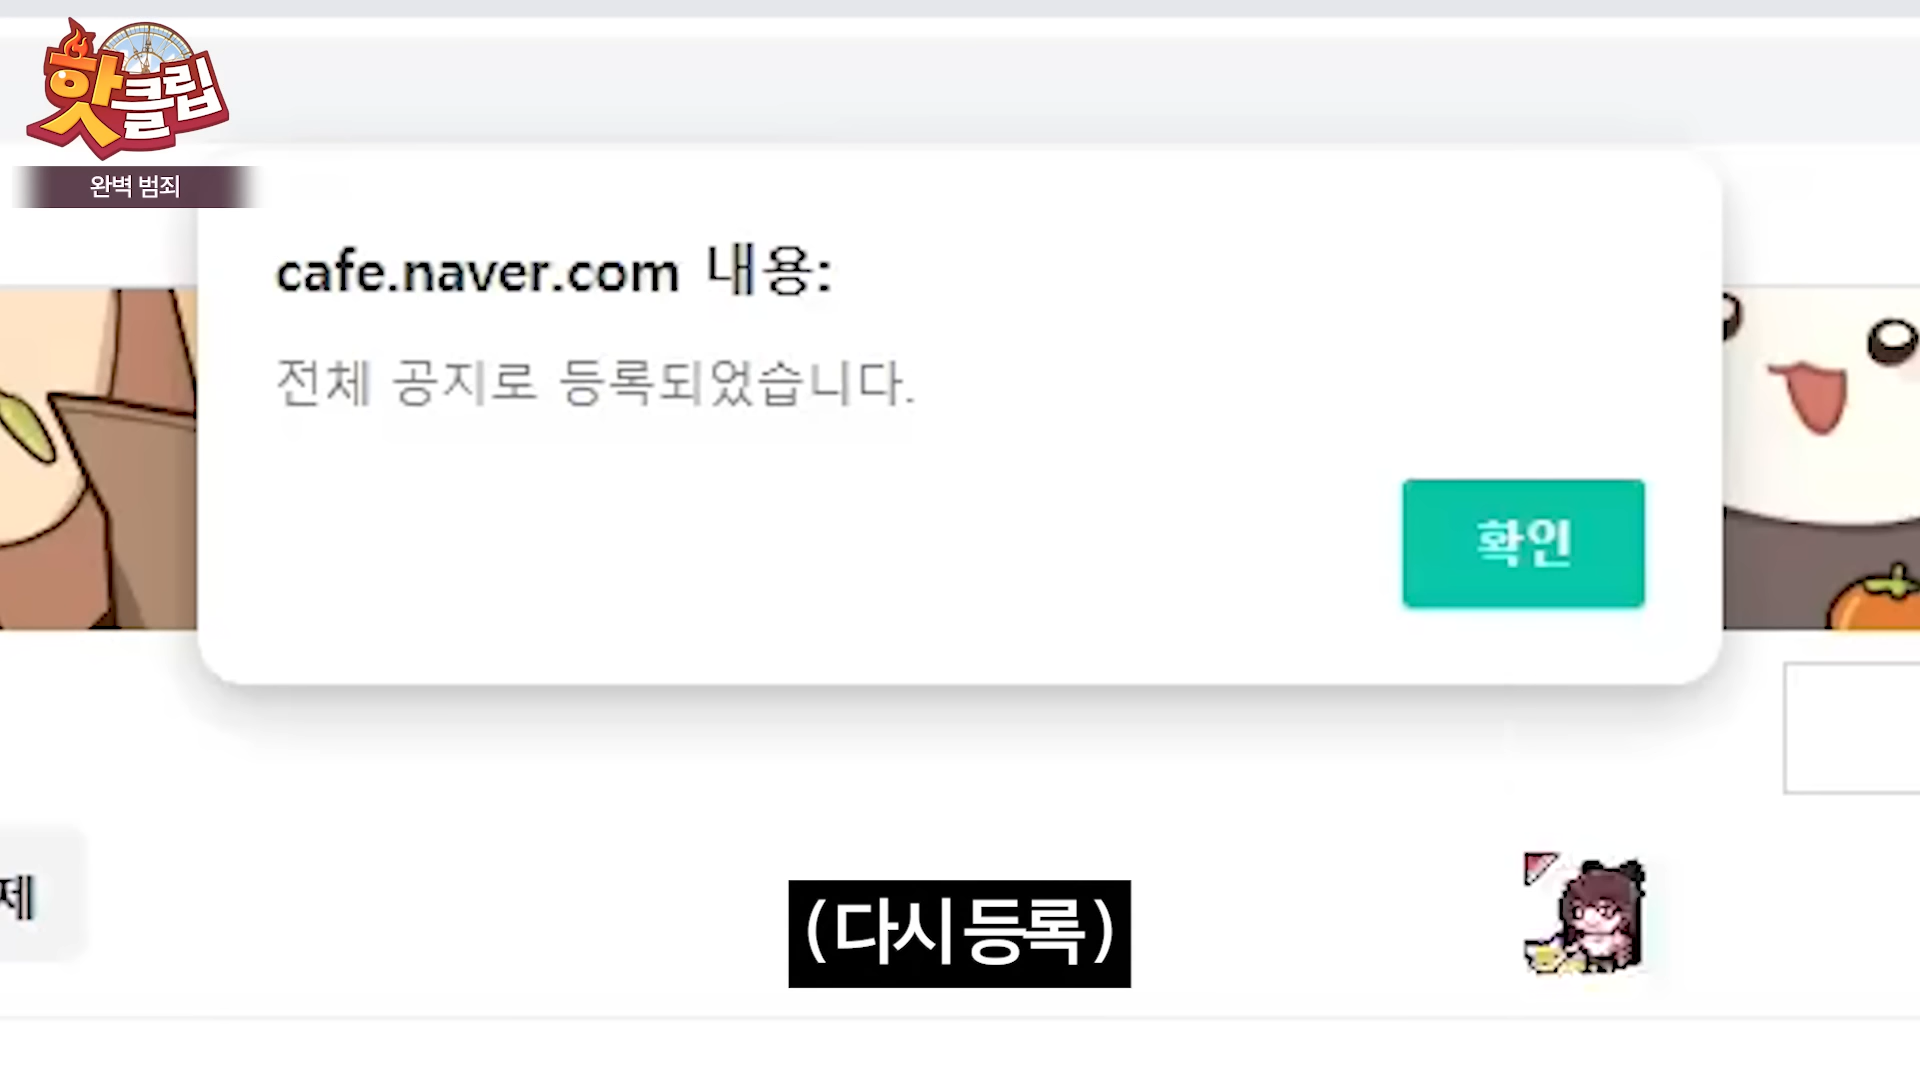 핫클립
완벽 범죄
cafe.naver.com 내용:
전체 공지로 등록되었습니다.
확인
제
(다시 등록)